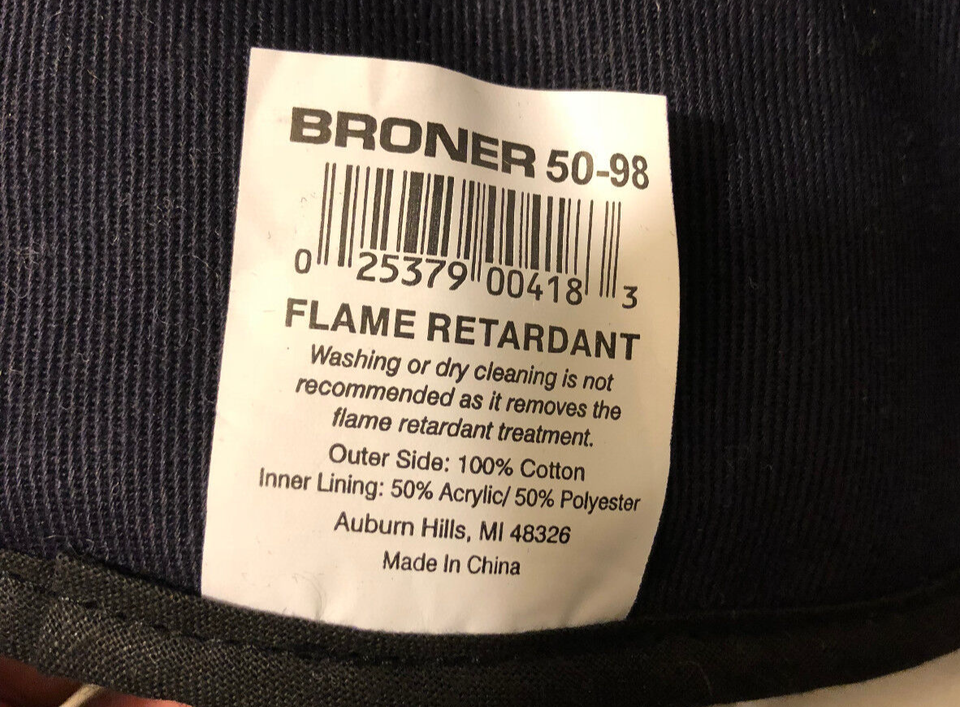 BRONER 50-98
0 25379 00418 3
FLAME RETARDANT
Washing or dry cleaning is not
recommended as it removes the
flame retardant treatment.
Outer Side: 100% Cotton
Inner Lining: 50% Acrylic/ 50% Polyester
Auburn Hills, MI 48326
Made In China